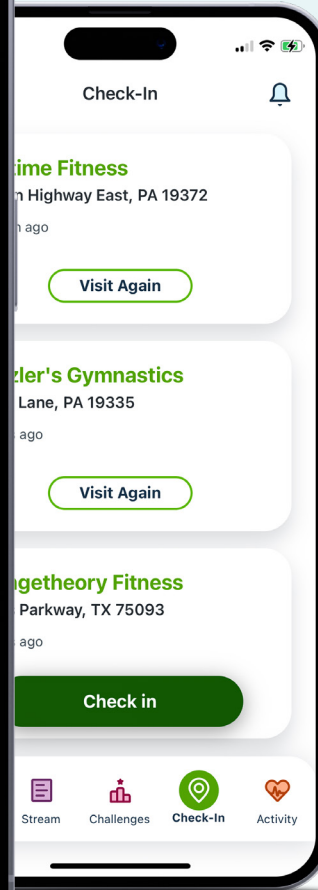 Check-In
time Fitness
n Highway East, PA 19372
ago
Visit Again
zler's Gymnastics
Lane, PA 19335
ago
Visit Again
ngetheory Fitness
Parkway, TX 75093
ago
Check in
Stream
Challenges
Check-In
Activity